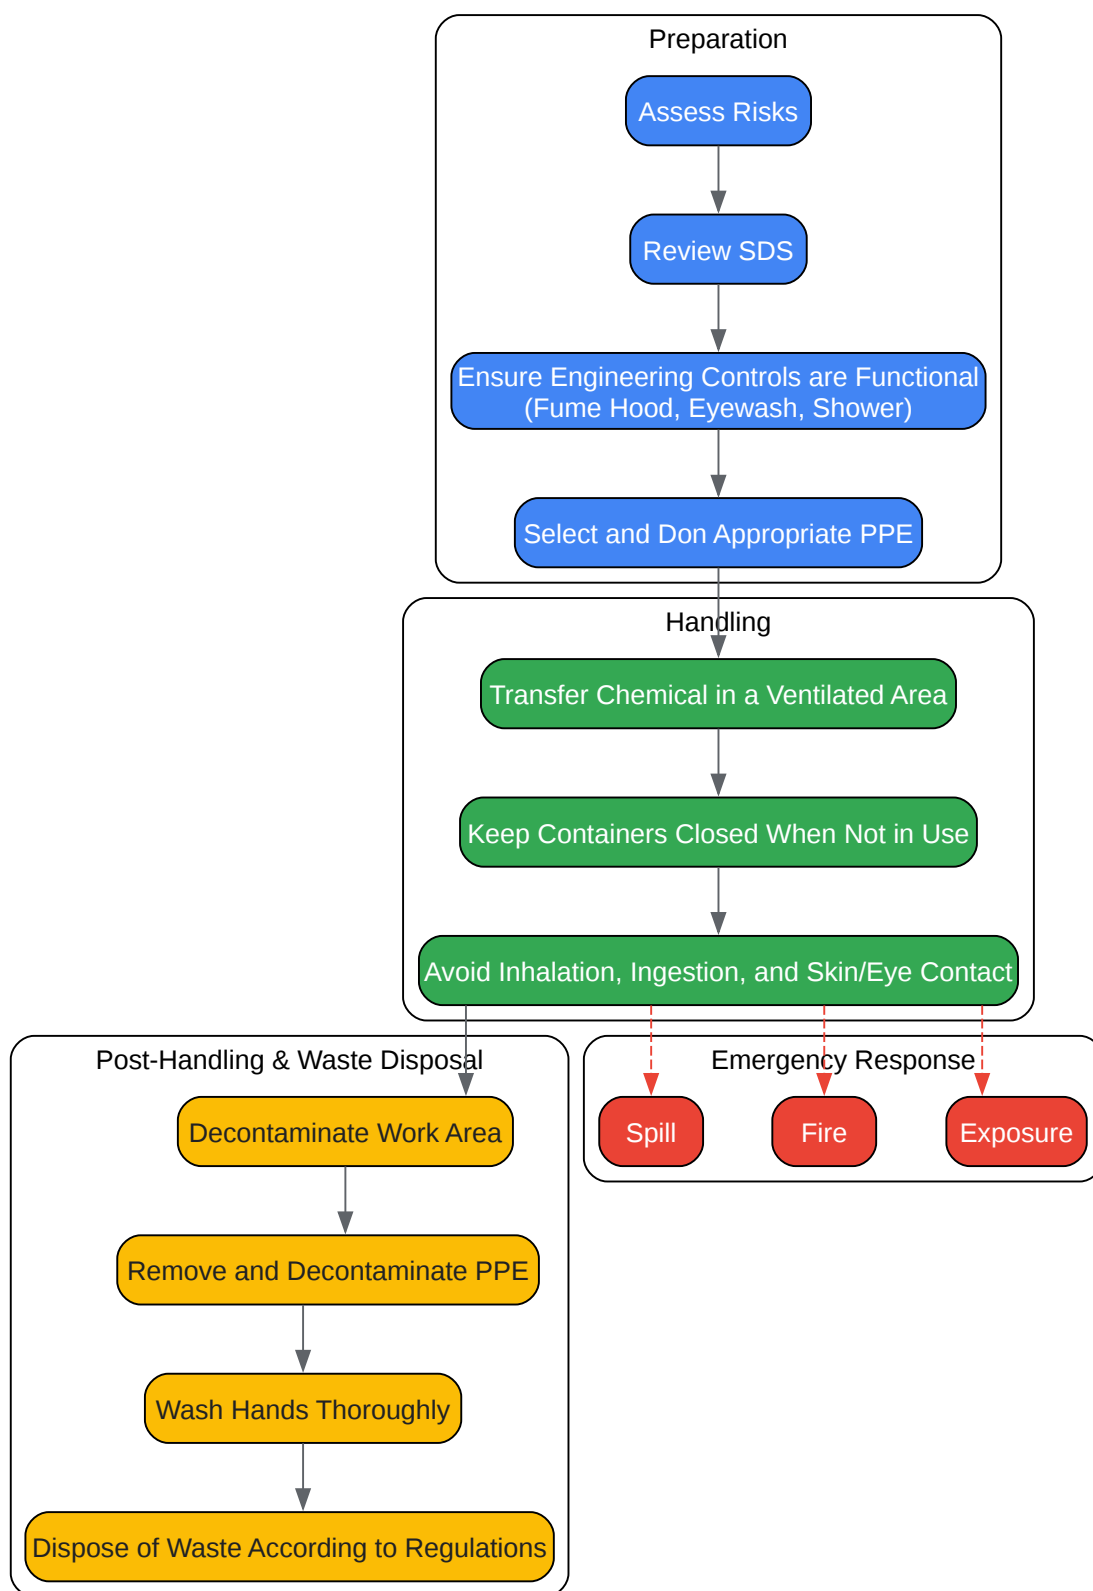 Preparation
Assess Risks
Review SDS
Ensure Engineering Controls are Functional
(Fume Hood, Eyewash, Shower)
Select and Don Appropriate PPE
Handling
Transfer Chemical in a Ventilated Area
Keep Containers Closed When Not in Use
Avoid Inhalation, Ingestion, and Skin/Eye Contact
Post-Handling & Waste Disposal
Decontaminate Work Area
Remove and Decontaminate PPE
Wash Hands Thoroughly
Dispose of Waste According to Regulations
Emergency Response
Spill
Fire
Exposure